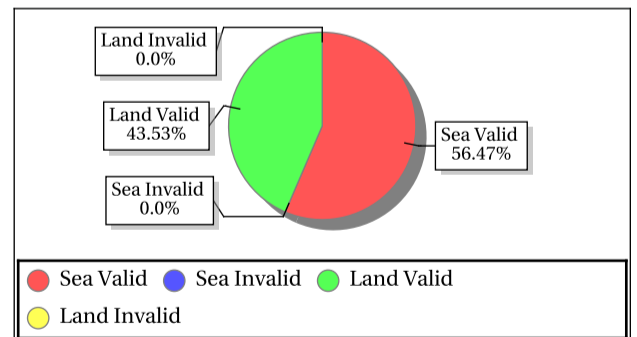 Land Invalid
0.0%
Land Valid
43.53%
Sea Valid
56.47%
Sea Invalid
0.0%
Sea Valid Sea Invalid Land Valid
Land Invalid